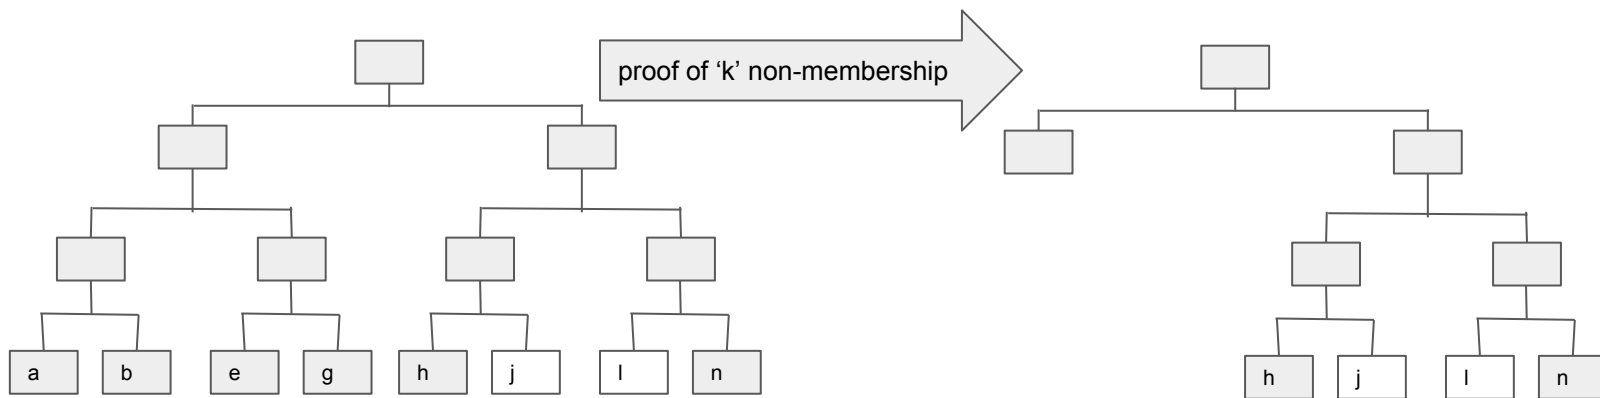 proof of ‘k’ non-membership
a b e g h j l n
h j l n